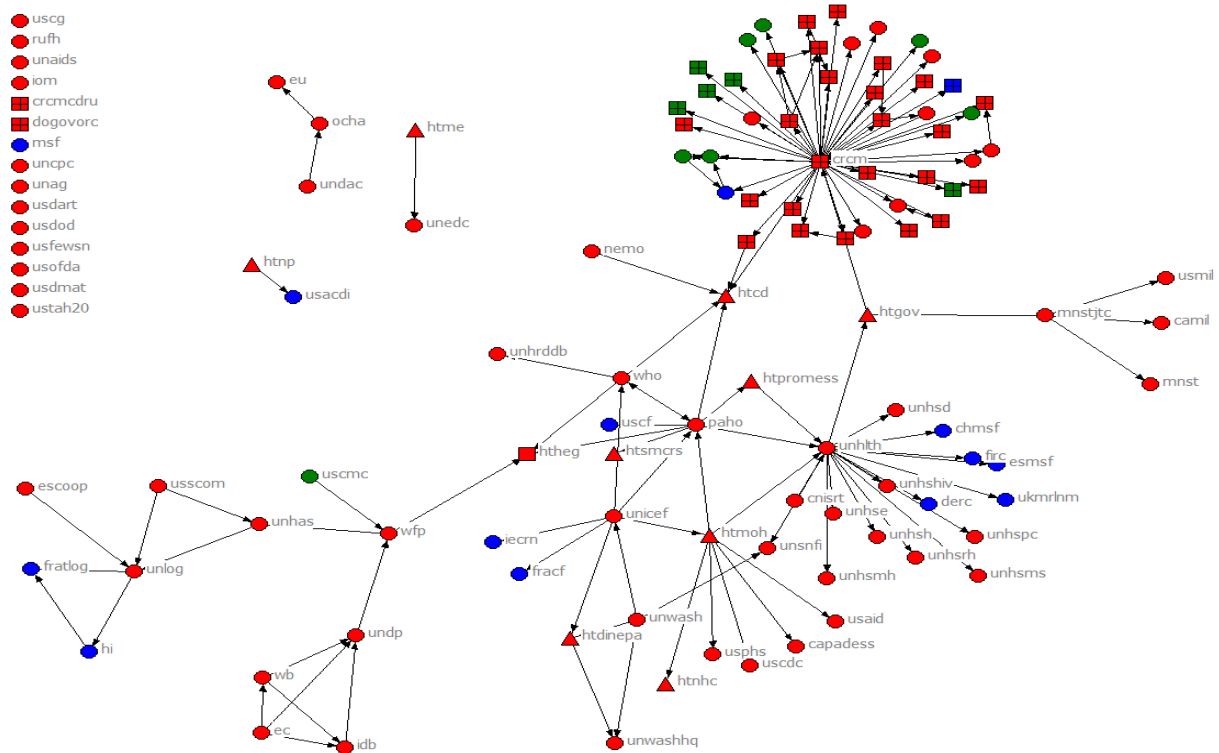 uscg
rufh
unaids
iom
crcmcdru
dogovorc
msf
uncpc
unag
usdart
usdod
usfewsn
usofda
usdmat
ustah20
eu
ocha
undac
htme
unedc
htnp
usacdi
crcm
nemo
htcd
htgov
mnstjtc
usmil
camil
mnst
unhrddb
who
htpromess
uscf
paho
htheg
htsmcrs
unhlth
unhsd
chmsf
firc
esmsf
unhshiv
derc
ukmrlnm
cnisrt
unhse
unhsh
unhspc
unhsrh
unhsms
unhsmh
unsnfi
uscmc
escoop
usscom
unhas
wfp
unicef
iecrn
fracf
htmoh
fratlog
unlog
hi
undp
wb
ec
idb
htdinepa
unwash
usaid
usphs
uscdc
capadess
htnhc
unwashhq